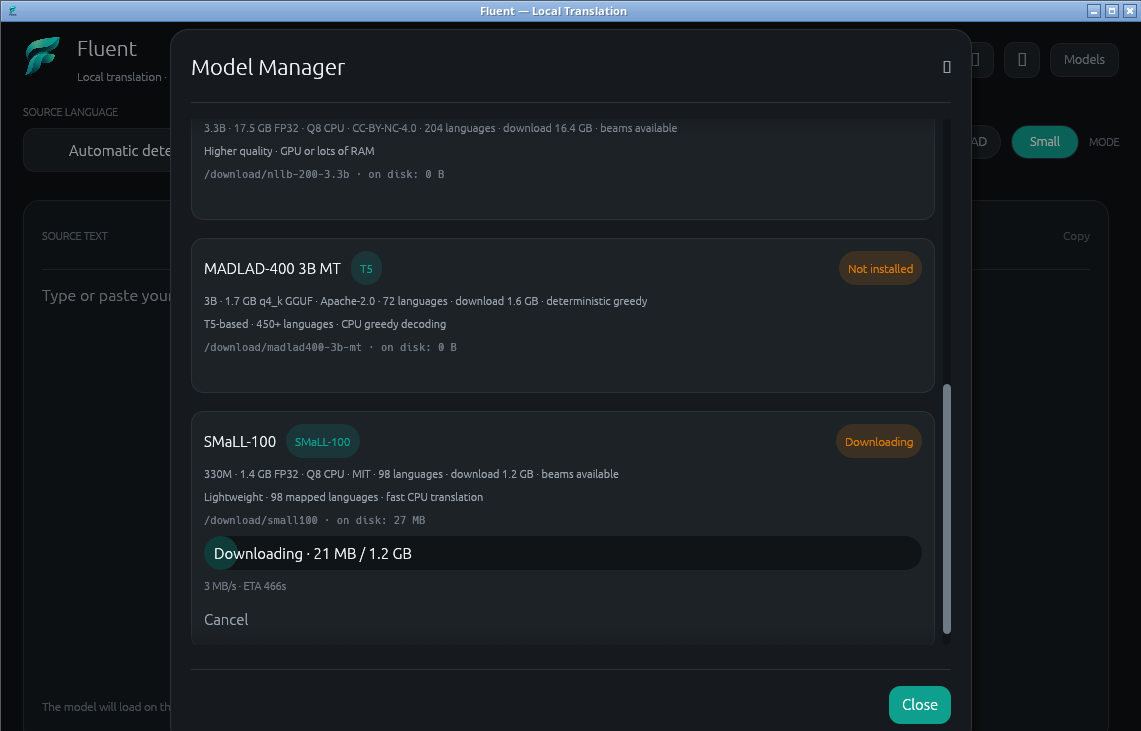 Fluent — Local Translation
Fluent
Local translation ·
Models
SOURCE LANGUAGE
Automatic dete
AD
Small
MODE
SOURCE TEXT
Copy
Type or paste your
The model will load on th
Model Manager
3.3B · 17.5 GB FP32 · Q8 CPU · CC-BY-NC-4.0 · 204 languages · download 16.4 GB · beams available
Higher quality · GPU or lots of RAM
/download/nllb-200-3.3b · on disk: 0 B
MADLAD-400 3B MT T5 Not installed
3B · 1.7 GB q4_k GGUF · Apache-2.0 · 72 languages · download 1.6 GB · deterministic greedy
T5-based · 450+ languages · CPU greedy decoding
/download/madlad400-3b-mt · on disk: 0 B
SMaLL-100 SMaLL-100 Downloading
330M · 1.4 GB FP32 · Q8 CPU · MIT · 98 languages · download 1.2 GB · beams available
Lightweight · 98 mapped languages · fast CPU translation
/download/small100 · on disk: 27 MB
Downloading · 21 MB / 1.2 GB
3 MB/s · ETA 466s
Cancel
Close